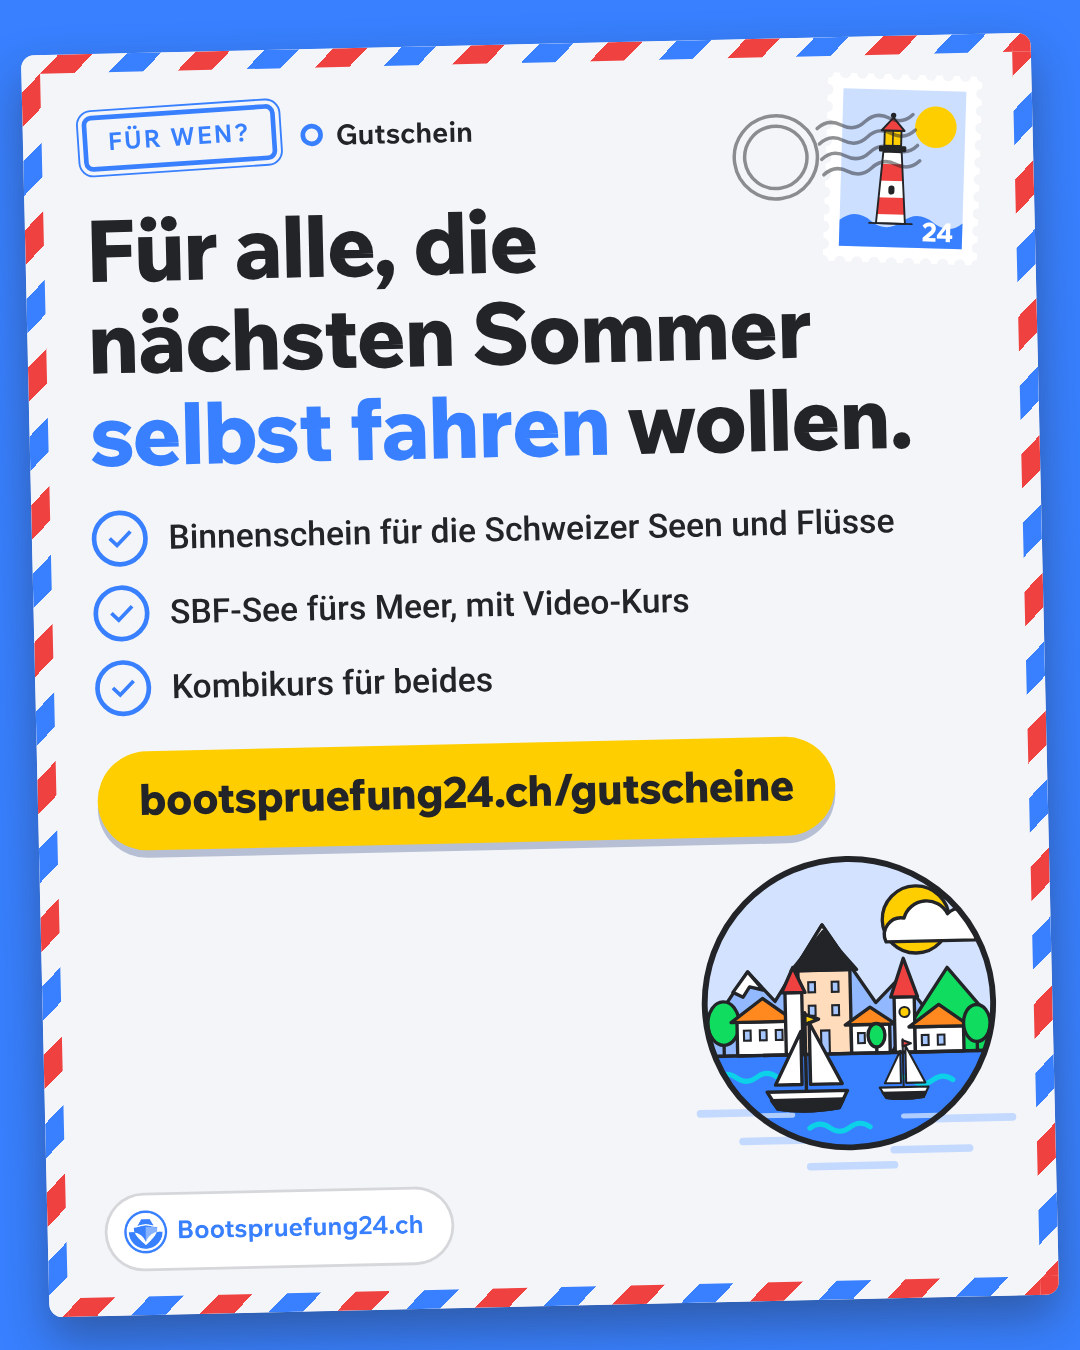 FÜR WEN?
Gutschein
24
Für alle, die
nächsten Sommer
selbst fahren wollen.
Binnenschein für die Schweizer Seen und Flüsse
SBF-See fürs Meer, mit Video-Kurs
Kombikurs für beides
bootspruefung24.ch/gutscheine
Bootspruefung24.ch